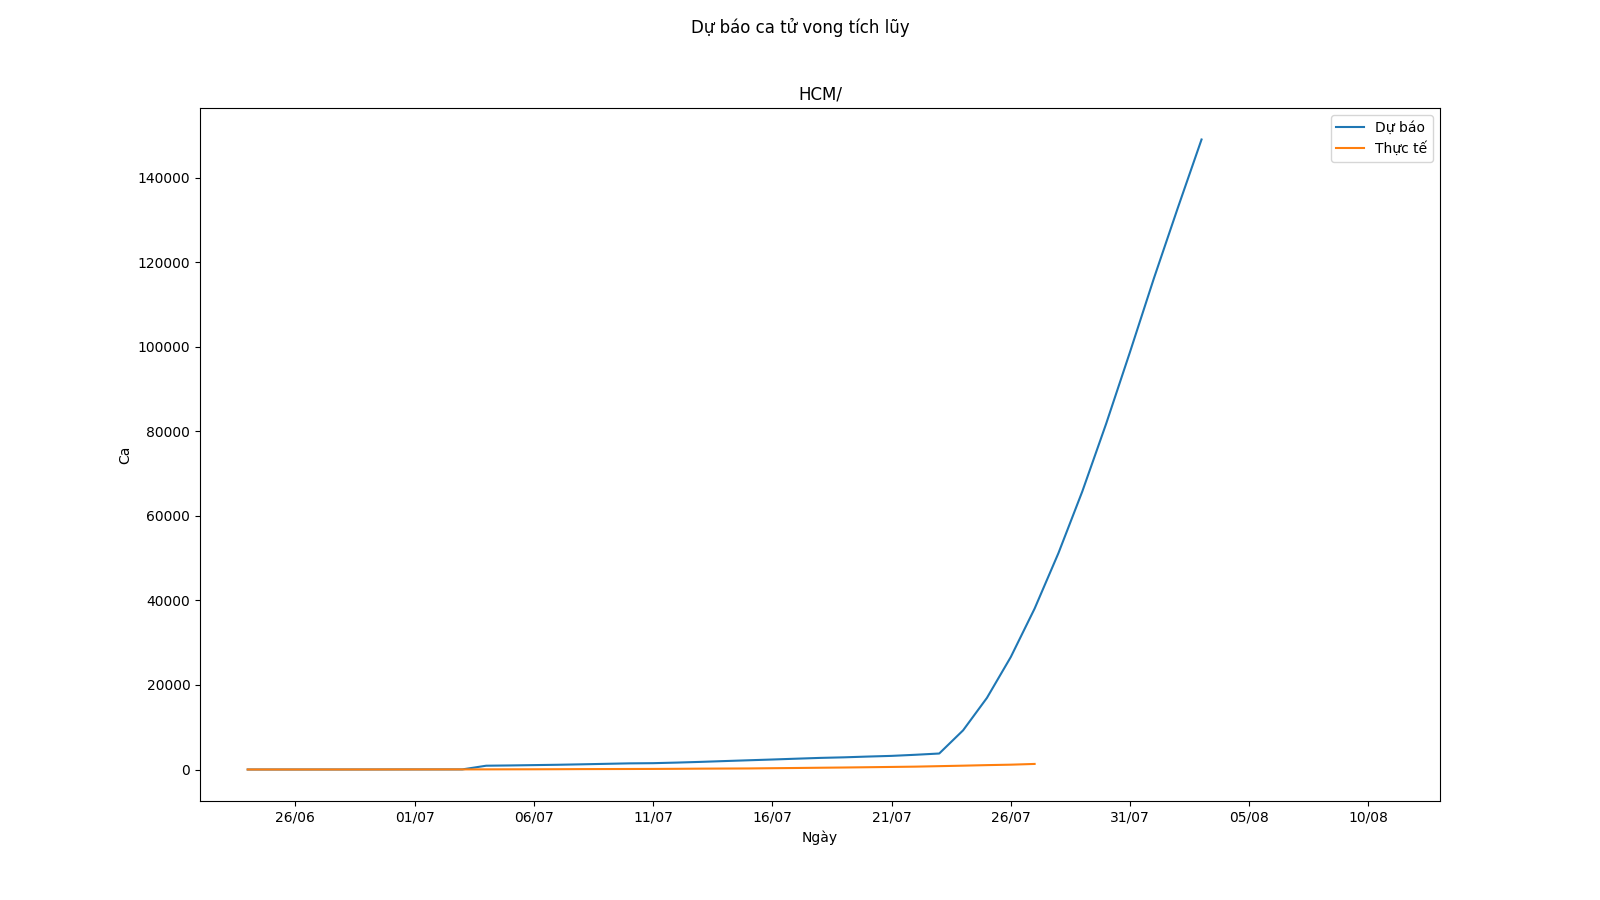 Dự báo ca tử vong tích lũy
HCM/
Dự báo
Thực tế
140000
120000
100000
80000
60000
40000
20000
0
Ca
26/06 01/07 06/07 11/07 16/07 21/07 26/07 31/07 05/08 10/08
Ngày